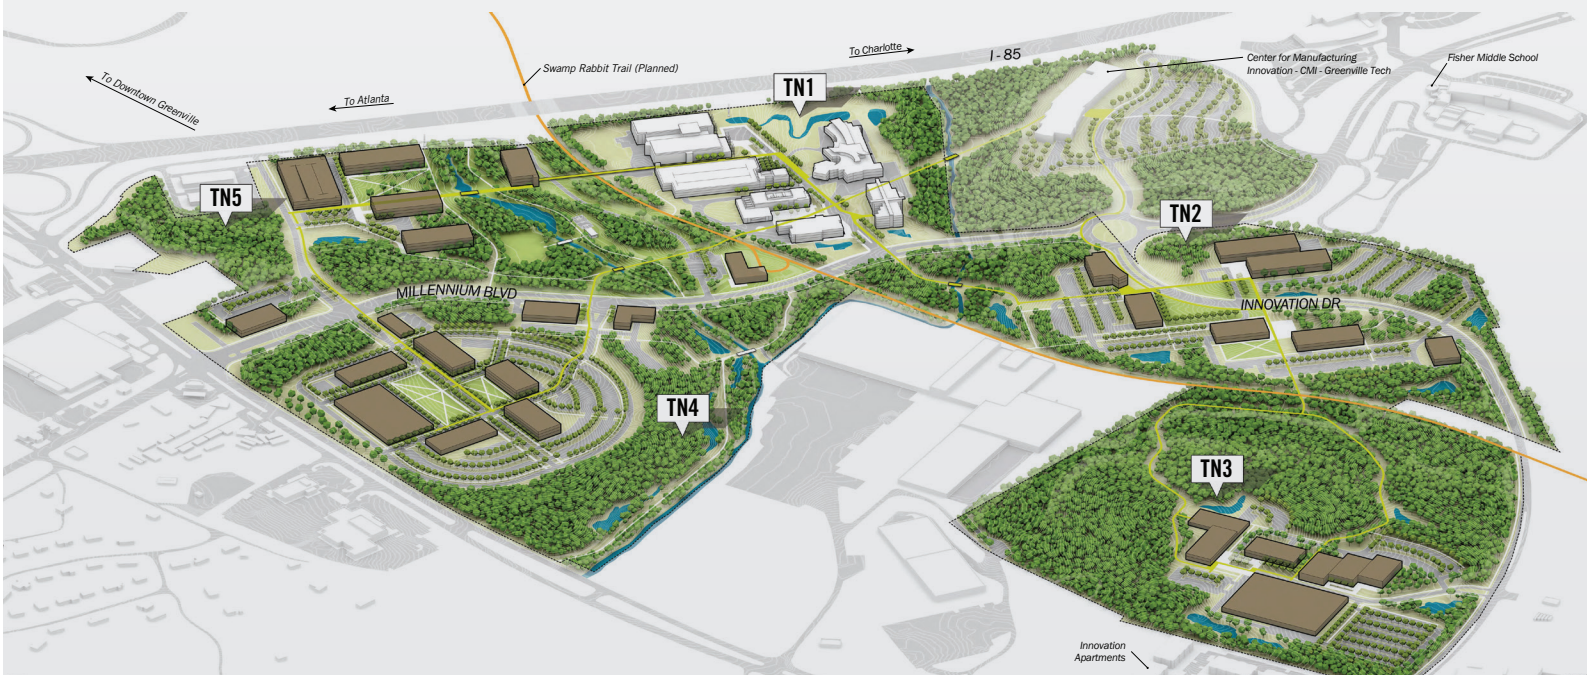 To Charlotte
I - 85
Center for Manufacturing
Innovation - CMI - Greenville Tech
Fisher Middle School
Swamp Rabbit Trail (Planned)
To Downtown Greenville
To Atlanta
TN1
TN5
TN2
MILLENNIUM BLVD
INNOVATION DR
TN4
TN3
Innovation
Apartments